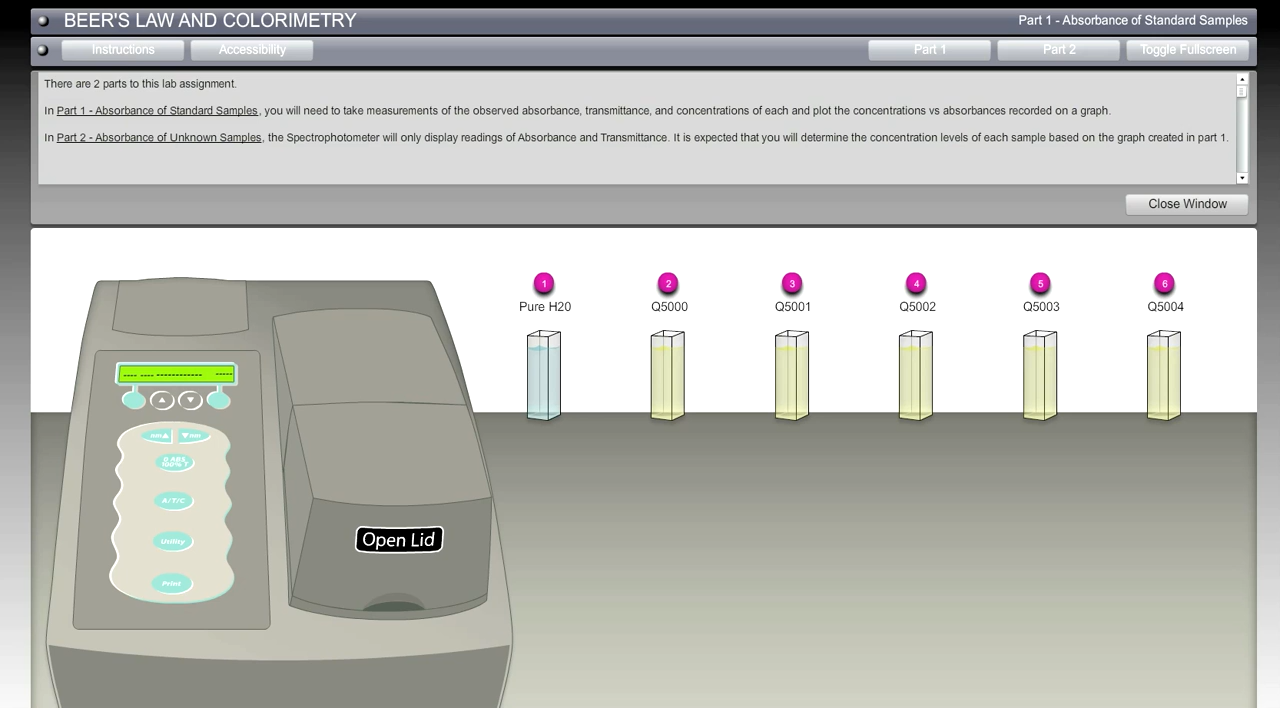 BEER'S LAW AND COLORIMETRY
Part 1 - Absorbance of Standard Samples
Instructions
Accessibility
Part 1
Part 2
Toggle Fullscreen
There are 2 parts to this lab assignment.
In Part 1 - Absorbance of Standard Samples, you will need to take measurements of the observed absorbance, transmittance, and concentrations of each and plot the concentrations vs absorbances recorded on a graph.
In Part 2 - Absorbance of Unknown Samples, the Spectrophotometer will only display readings of Absorbance and Transmittance. It is expected that you will determine the concentration levels of each sample based on the graph created in part 1.
Close Window
1 2 3 4 5 6
Pure H20 Q5000 Q5001 Q5002 Q5003 Q5004
---- ---- ------------ -----
nm▲ ▼nm
0 ABS
100% T
A/T/C
Utility
Print
Open Lid